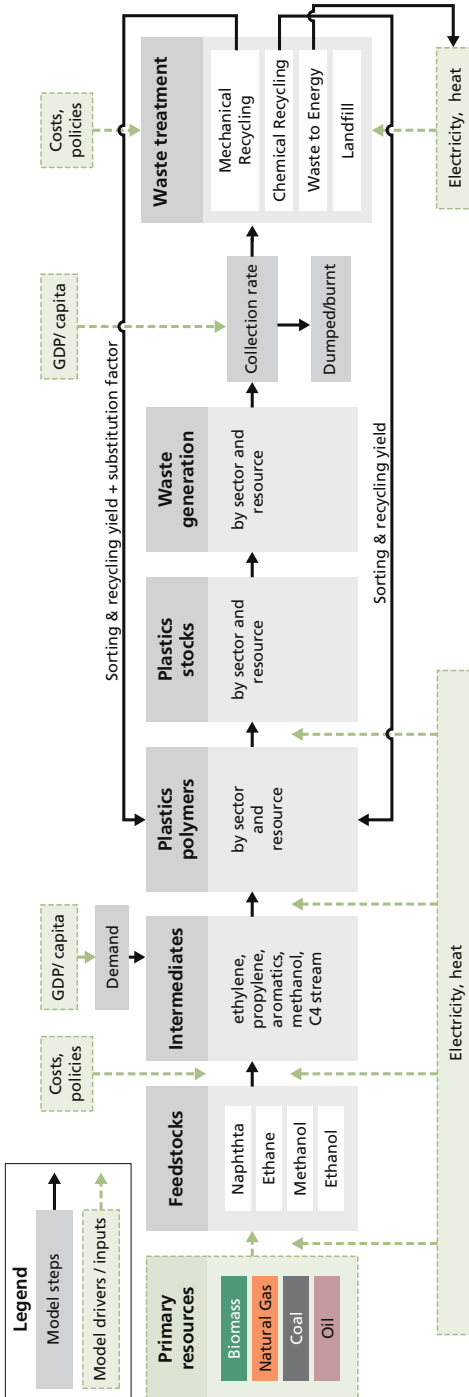 Legend
Model steps
Model drivers / inputs
Primary
resources
Biomass
Natural Gas
Coal
Oil
Costs,
policies
Feedstocks
Naphthta
Ethane
Methanol
Ethanol
GDP/ capita
Demand
Intermediates
ethylene,
propylene,
aromatics,
methanol,
C4 stream
Plastics
polymers
by sector
and
resource
Plastics
stocks
by sector and
resource
Waste
generation
by sector and
resource
Sorting & recycling yield + substitution factor
GDP/ capita
Collection rate
Dumped/burnt
Costs,
policies
Waste treatment
Mechanical
Recycling
Chemical Recycling
Waste to Energy
Landfill
Sorting & recycling yield
Electricity, heat
Electricity, heat